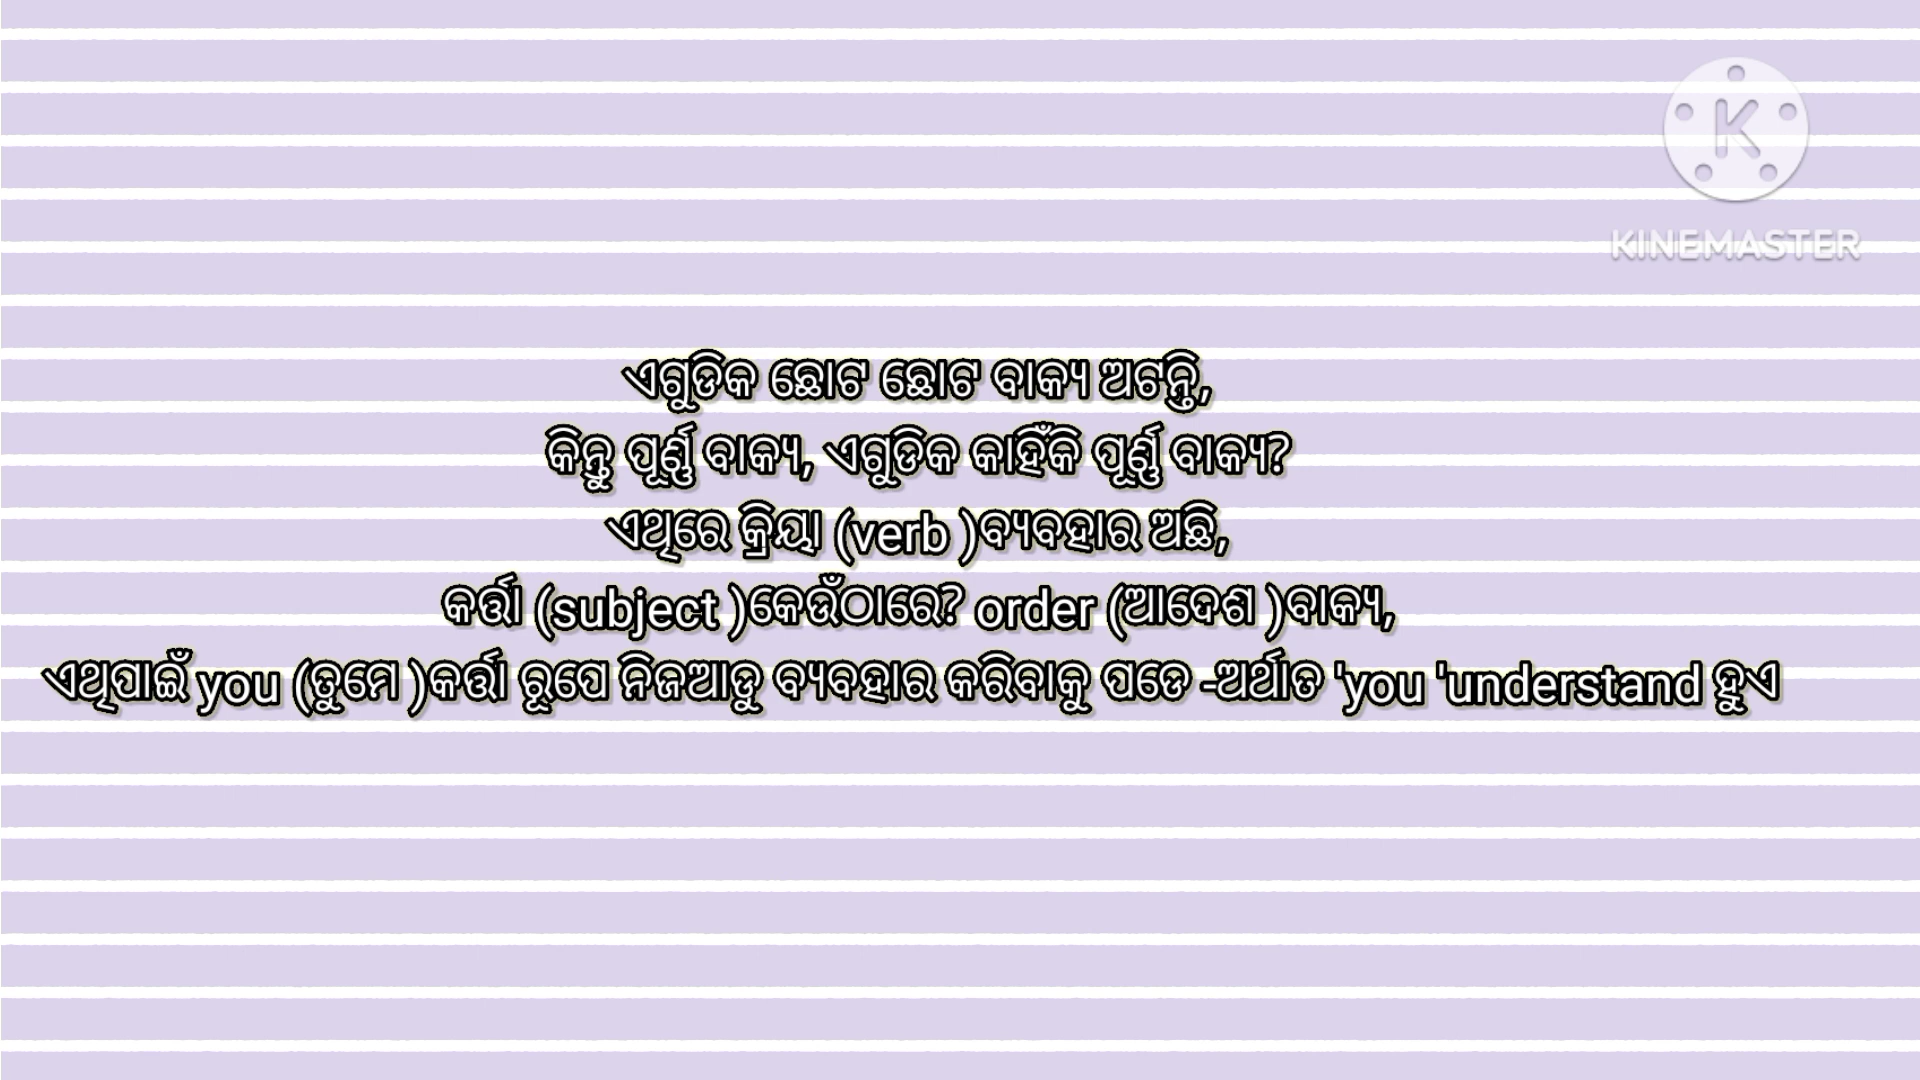 KINEMASTER
ଏଗୁଡିକ ଛୋଟ ଛୋଟ ବାକ୍ୟ ଅଟନ୍ତି,
କିନ୍ତୁ ପୂର୍ଣ୍ଣ ବାକ୍ୟ, ଏଗୁଡିକ କାହିଁକି ପୂର୍ଣ୍ଣ ବାକ୍ୟ?
ଏଥିରେ କ୍ରିୟା (verb )ବ୍ୟବହାର ଅଛି,
କର୍ତ୍ତା (subject )କେଉଁଠାରେ? order (ଆଦେଶ )ବାକ୍ୟ,
ଏଥିପାଇଁ you (ତୁମେ )କର୍ତ୍ତା ରୂପେ ନିଜଆଡୁ ବ୍ୟବହାର କରିବାକୁ ପଡେ -ଅର୍ଥାତ 'you 'understand ହୁଏ